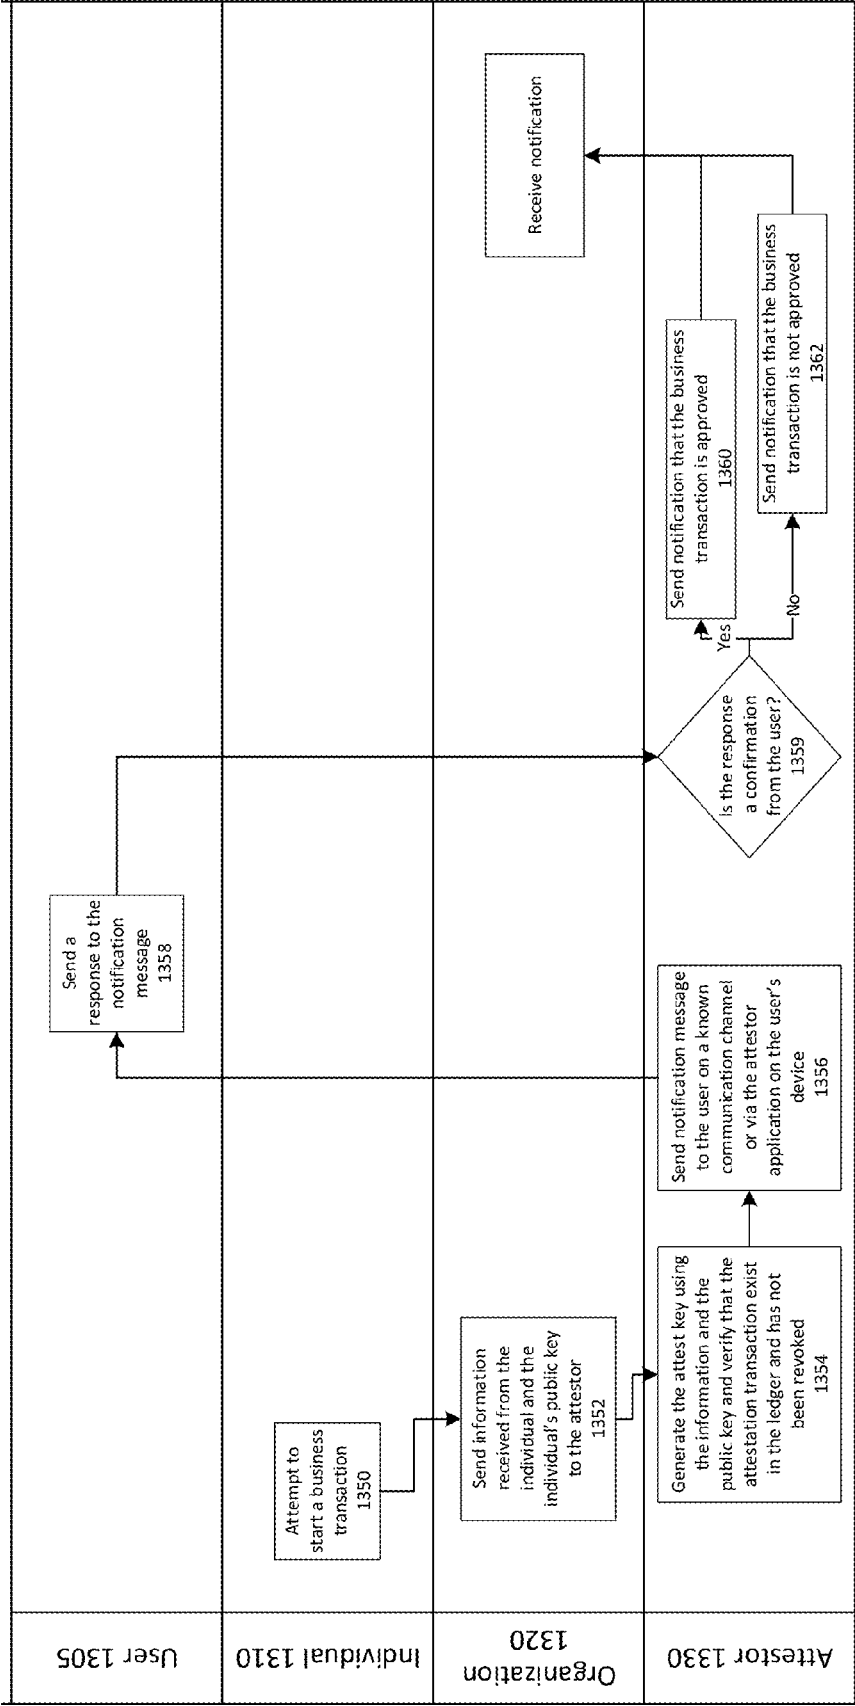 User 1305
Individual 1310
Organization
1320
Attestor 1330
Attempt to
start a business
transaction
1350
Send information
received from the
individual and the
individual's public key
to the attestor
1352
Generate the attest key using
the information and the
public key and verify that the
attestation transaction exist
in the ledger and has not
been revoked
1354
Send notification message
to the user on a known
communication channel
or via the attestor
application on the user's
device
1356
Send a
response to the
notification
message
1358
Is the response
a confirmation
from the user?
1359
Yes
No
Send notification that the business
transaction is approved
1360
Send notification that the business
transaction is not approved
1362
Receive notification